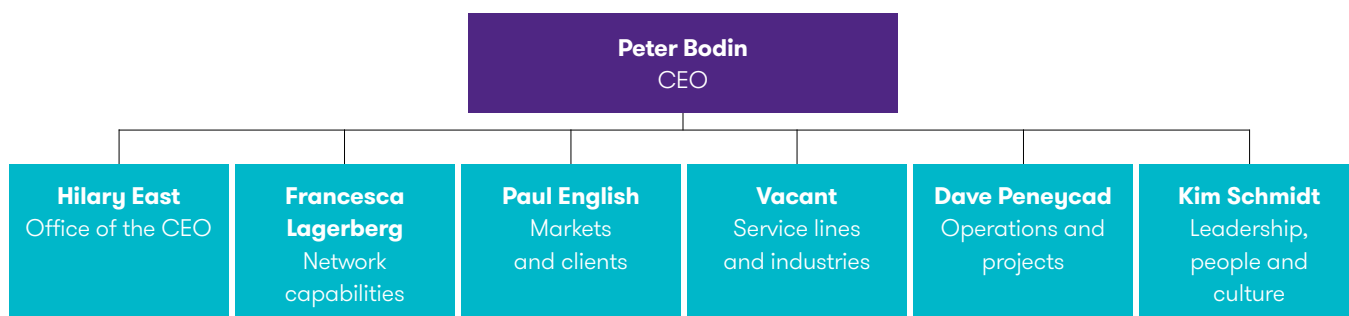 Peter Bodin
CEO
Hilary East
Office of the CEO
Francesca
Lagerberg
Network
capabilities
Paul English
Markets
and clients
Vacant
Service lines
and industries
Dave Peneycad
Operations and
projects
Kim Schmidt
Leadership,
people and
culture